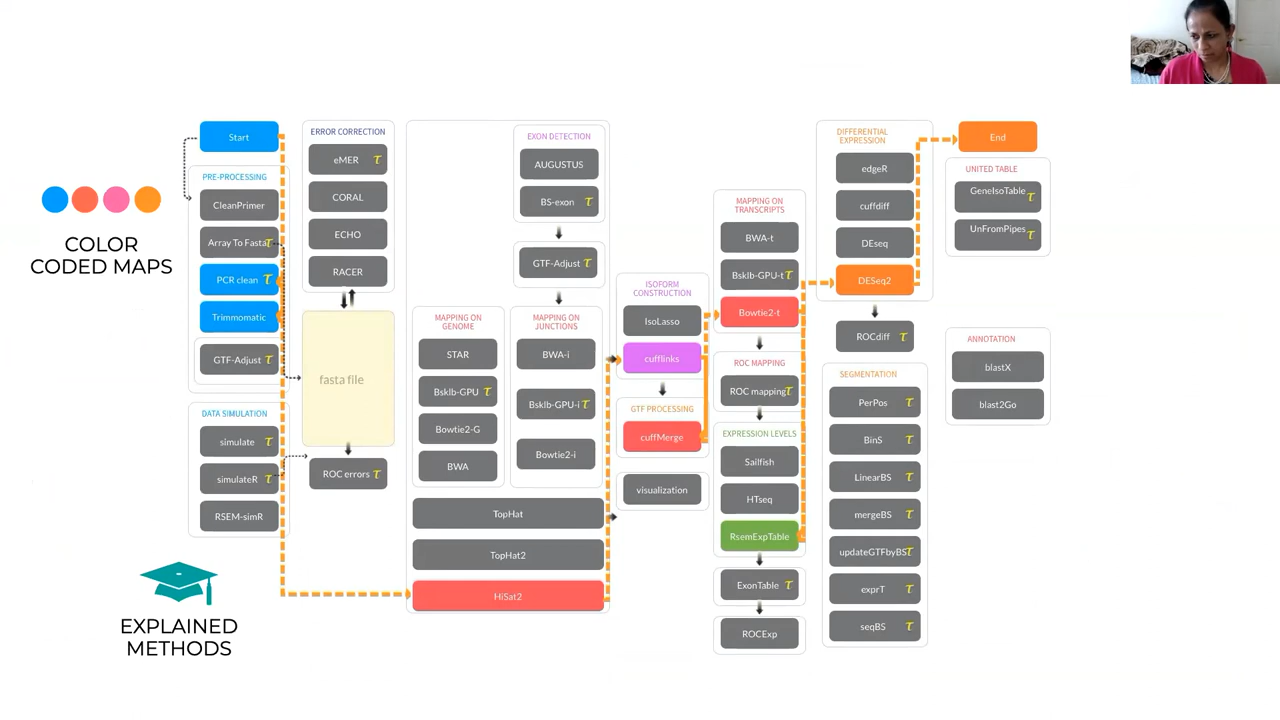 COLOR
CODED MAPS
EXPLAINED
METHODS
Start
PRE-PROCESSING
CleanPrimer
Array To Fasta τ
PCR clean τ
Trimmomatic
GTF-Adjust τ
DATA SIMULATION
simulate τ
simulateR τ
RSEM-simR
ERROR CORRECTION
eMER τ
CORAL
ECHO
RACER
fasta file
ROC errors τ
EXON DETECTION
AUGUSTUS
BS-exon τ
GTF-Adjust τ
MAPPING ON
GENOME
STAR
Bsklb-GPU τ
Bowtie2-G
BWA
MAPPING ON
JUNCTIONS
BWA-i
Bsklb-GPU-i τ
Bowtie2-i
TopHat
TopHat2
HiSat2
ISOFORM
CONSTRUCTION
IsoLasso
cufflinks
GTF PROCESSING
cuffMerge
visualization
MAPPING ON
TRANSCRIPTS
BWA-t
Bsklb-GPU-t τ
Bowtie2-t
ROC MAPPING
ROC mapping τ
EXPRESSION LEVELS
Sailfish
HTseq
RsemExpTable
ExonTable τ
ROCExp
DIFFERENTIAL
EXPRESSION
edgeR
cuffdiff
DEseq
DESeq2
ROCdiff τ
SEGMENTATION
PerPos τ
BinS τ
LinearBS τ
mergeBS τ
updateGTFbyBS τ
exprT τ
seqBS τ
End
UNITED TABLE
GeneIsoTable τ
UnFromPipes τ
ANNOTATION
blastX
blast2Go